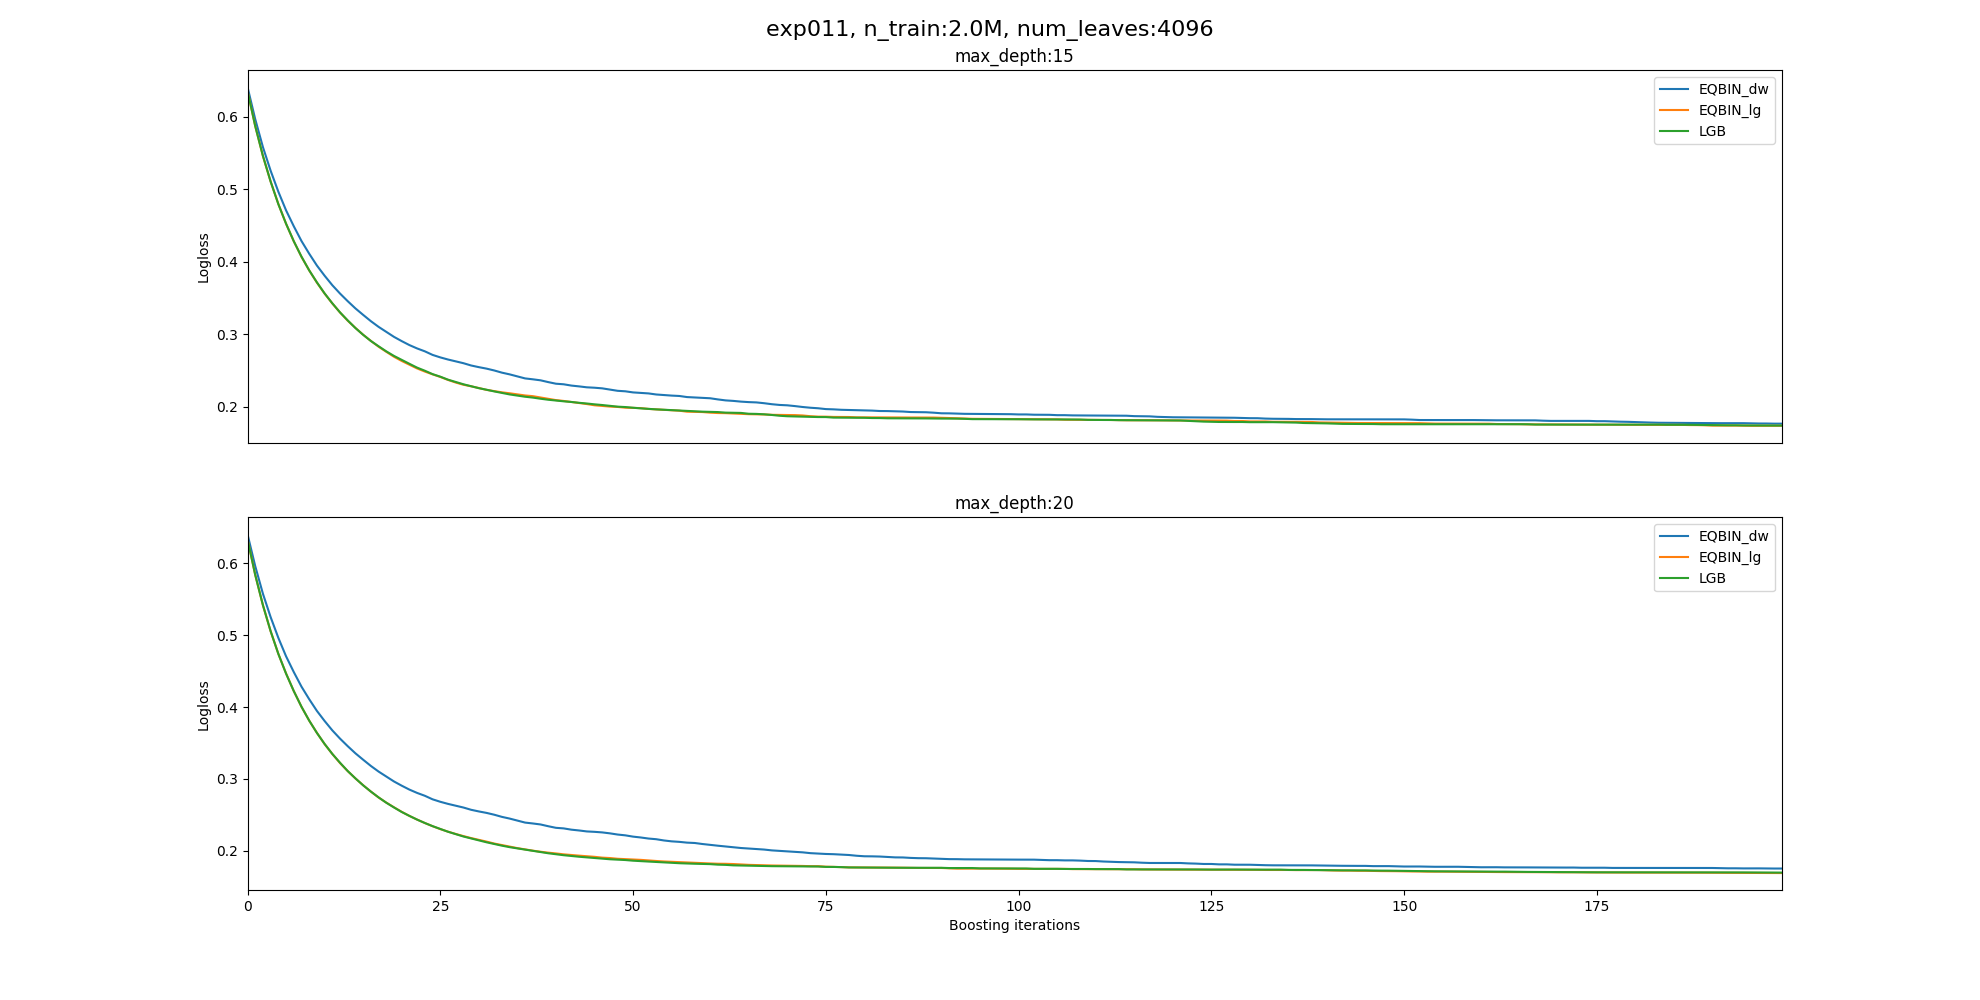 exp011, n_train:2.0M, num_leaves:4096
max_depth:15
EQBIN_dw
EQBIN_lg
LGB
0.6
0.5
0.4
0.3
0.2
Logloss
max_depth:20
EQBIN_dw
EQBIN_lg
LGB
0.6
0.5
0.4
0.3
0.2
Logloss
0 25 50 75 100 125 150 175
Boosting iterations